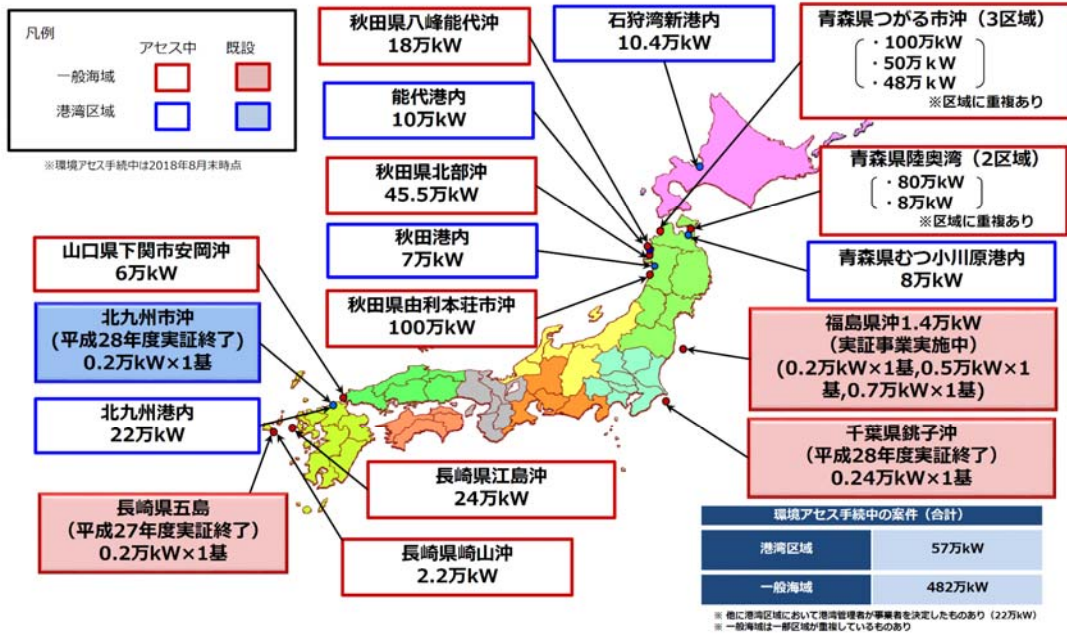 凡例
アセス中 既設
一般海域
港湾区域
※環境アセス手続中は2018年8月末時点
秋田県八峰能代沖
18万kW
石狩湾新港内
10.4万kW
青森県つがる市沖（3区域）
・100万kW
・50万ｋW
・48万ｋW
※区域に重複あり
能代港内
10万kW
秋田県北部沖
45.5万kW
青森県陸奥湾（2区域）
・80万kW
・8万kW
※区域に重複あり
秋田港内
7万kW
青森県むつ小川原港内
8万kW
秋田県由利本荘市沖
100万kW
山口県下関市安岡沖
6万kW
北九州市沖
(平成28年度実証終了)
0.2万kW×1基
北九州港内
22万kW
福島県沖1.4万kW
（実証事業実施中）
(0.2万kW×1基,0.5万kW×1
基,0.7万kW×1基)
千葉県銚子沖
（平成28年度実証終了）
0.24万kW×1基
長崎県江島沖
24万kW
長崎県五島
（平成27年度実証終了）
0.2万kW×1基
長崎県崎山沖
2.2万kW
環境アセス手続中の案件（合計）
港湾区域 57万kW
一般海域 482万kW
※ 他に港湾区域において港湾管理者が事業者を決定したものあり（22万kW）
※ 一般海域は一部区域が重複しているものあり